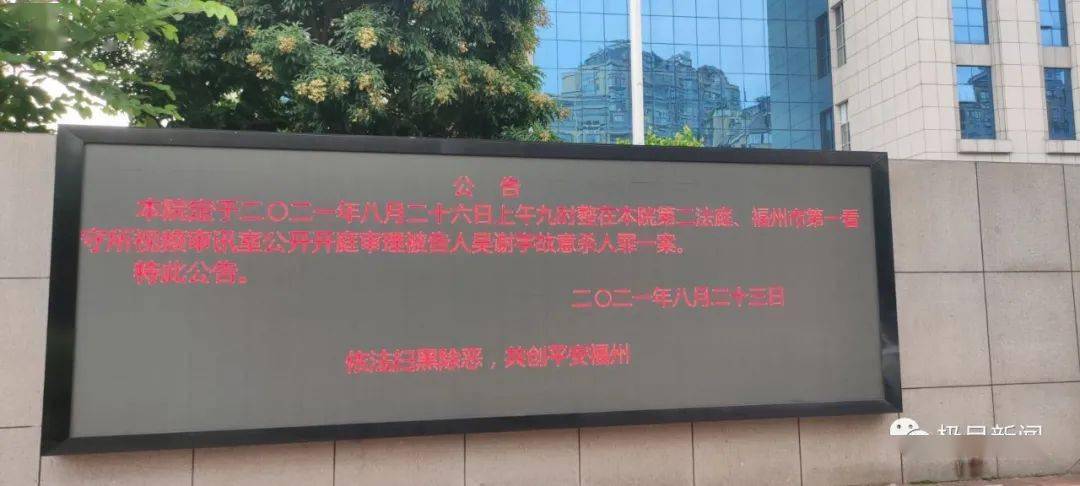 公 告
本院定于二〇二一年八月二十六日上午九时整在本院第二法庭、福州市第一看
守所视频审讯室公开开庭审理被告人吴谢宇故意杀人罪一案。
特此公告。
二〇二一年八月二十三日
依法扫黑除恶，共创平安福州
极目新闻